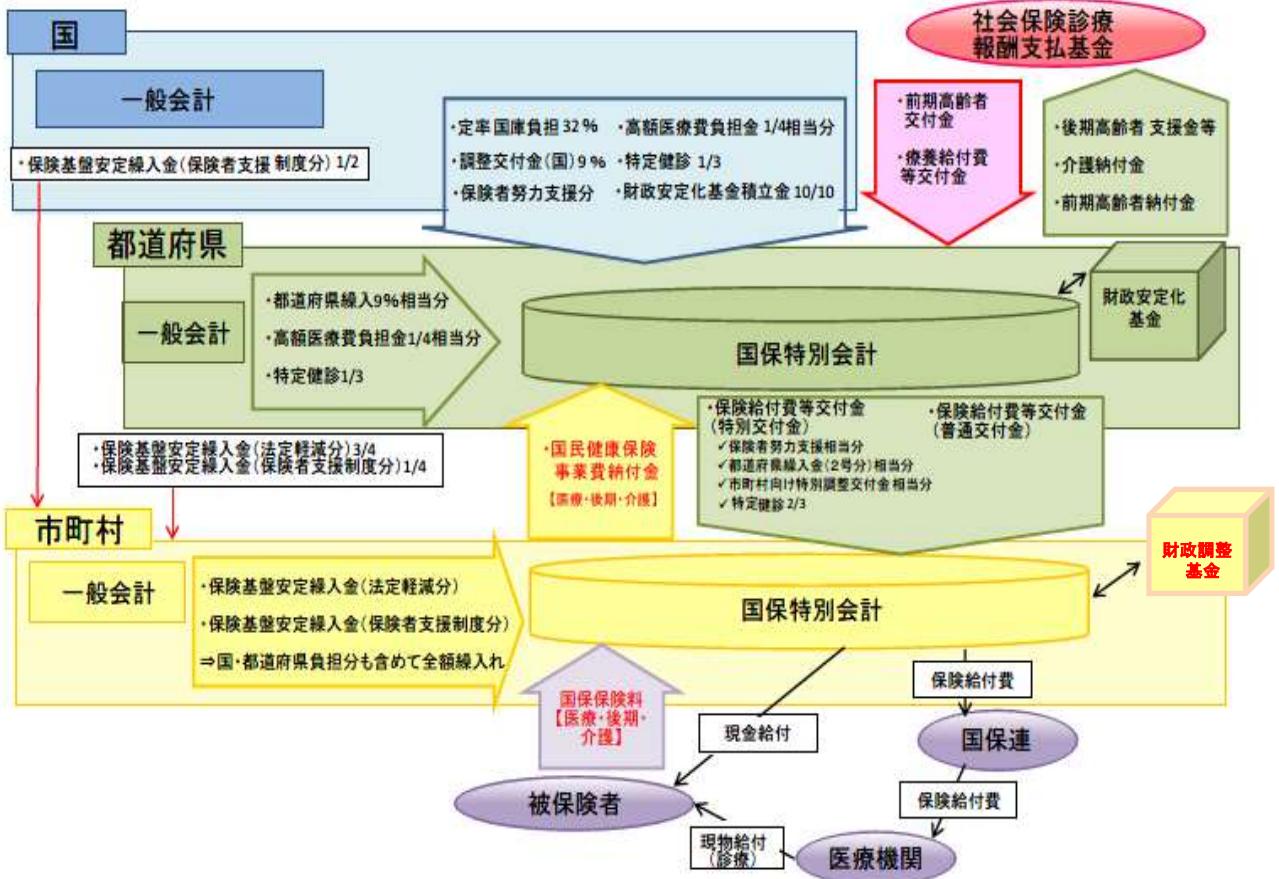 国
一般会計
・保険基盤安定繰入金(保険者支援制度分) 1/2
・定率国庫負担32%
・調整交付金(国)9%
・保険者努力支援分
・高額医療費負担金 1/4相当分
・特定健診 1/3
・財政安定化基金積立金 10/10
社会保険診療
報酬支払基金
・前期高齢者
交付金
・療養給付費
等交付金
・後期高齢者 支援金等
・介護納付金
・前期高齢者納付金
都道府県
一般会計
・都道府県繰入9%相当分
・高額医療費負担金1/4相当分
・特定健診1/3
国保特別会計
財政安定化
基金
・保険基盤安定繰入金(法定軽減分)3/4
・保険基盤安定繰入金(保険者支援制度分)1/4
・国民健康保険
事業費納付金
【医療・後期・介護】
・保険給付費等交付金
(特別交付金)
✓保険者努力支援相当分
✓都道府県繰入金(2号分)相当分
✓市町村向け特別調整交付金相当分
✓特定健診 2/3
・保険給付費等交付金
(普通交付金)
市町村
一般会計
・保険基盤安定繰入金(法定軽減分)
・保険基盤安定繰入金(保険者支援制度分)
⇒国・都道府県負担分も含めて全額繰入れ
国保特別会計
財政調整
基金
国保保険料
【医療・後期・
介護】
現金給付
保険給付費
国保連
保険給付費
被保険者
現物給付
(診療)
医療機関